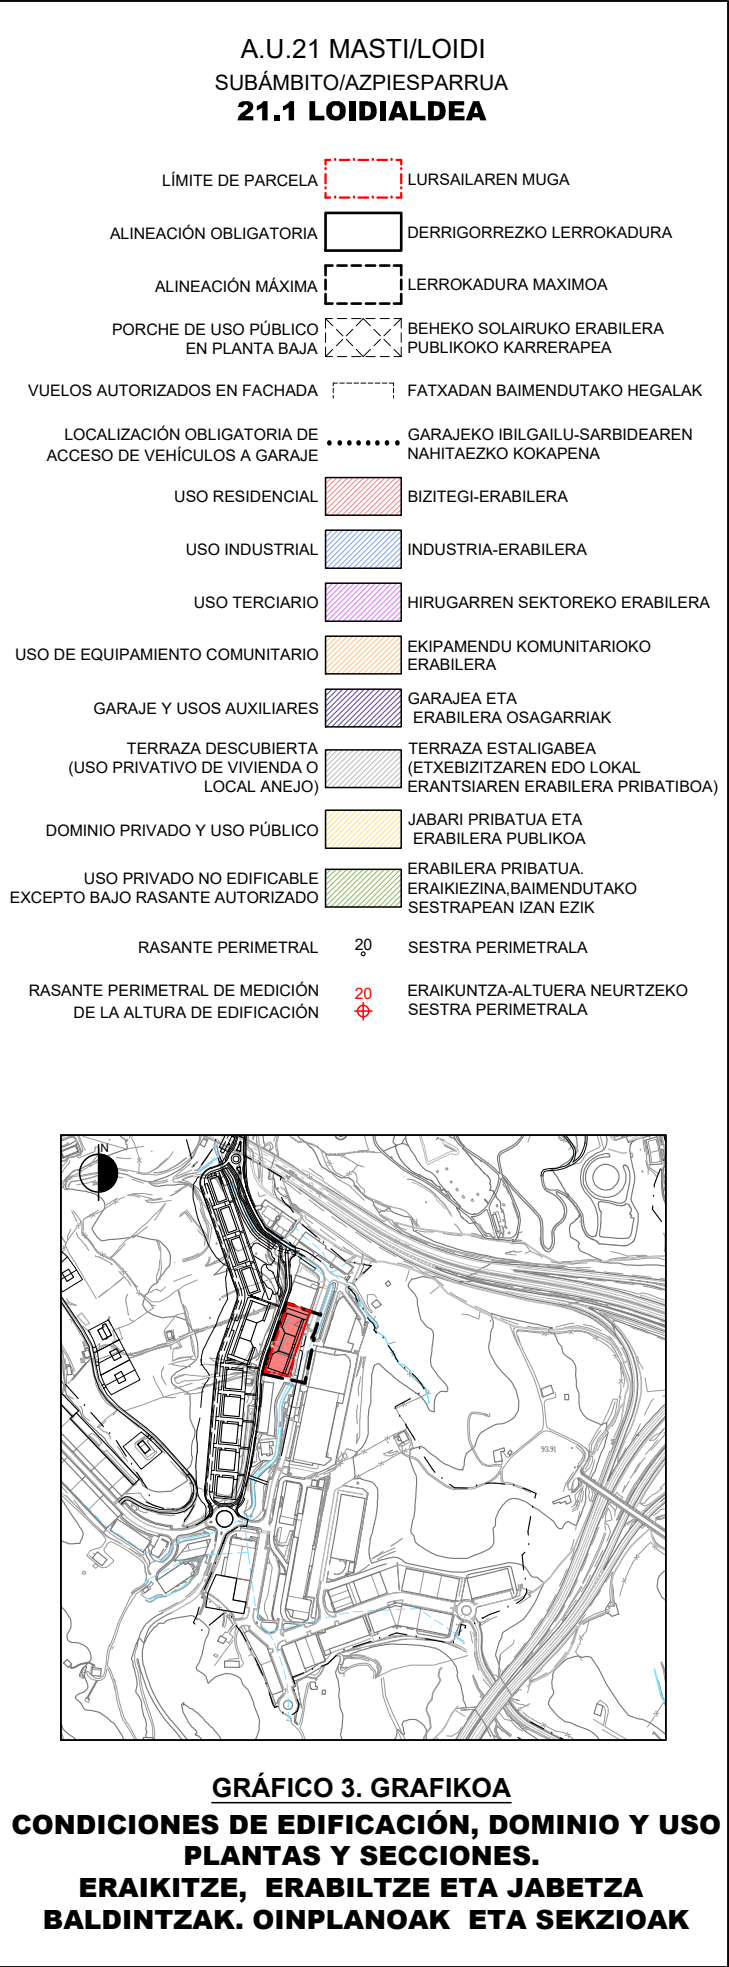 A.U.21 MASTI/LOIDI
SUBÁMBITO/AZPIESPARRUA
21.1 LOIDIALDEA
LÍMITE DE PARCELA
LURSAILAREN MUGA
ALINEACIÓN OBLIGATORIA
DERRIGORREZKO LERROKADURA
ALINEACIÓN MÁXIMA
LERROKADURA MAXIMOA
PORCHE DE USO PÚBLICO
EN PLANTA BAJA
BEHEKO SOLAIRUKO ERABILERA
PUBLIKOKO KARRERAPEA
VUELOS AUTORIZADOS EN FACHADA
FATXADAN BAIMENDUTAKO HEGALAK
LOCALIZACIÓN OBLIGATORIA DE
ACCESO DE VEHÍCULOS A GARAJE
GARAJEKO IBILGAILU-SARBIDEAREN
NAHITAEZKO KOKAPENA
USO RESIDENCIAL
BIZITEGI-ERABILERA
USO INDUSTRIAL
INDUSTRIA-ERABILERA
USO TERCIARIO
HIRUGARREN SEKTOREKO ERABILERA
USO DE EQUIPAMIENTO COMUNITARIO
EKIPAMENDU KOMUNITARIOKO
ERABILERA
GARAJE Y USOS AUXILIARES
GARAJEA ETA
ERABILERA OSAGARRIAK
TERRAZA DESCUBIERTA
(USO PRIVATIVO DE VIVIENDA O
LOCAL ANEJO)
TERRAZA ESTALIGABEA
(ETXEBIZITZAREN EDO LOKAL
ERANTSIAREN ERABILERA PRIBATIBOA)
DOMINIO PRIVADO Y USO PÚBLICO
JABARI PRIBATUA ETA
ERABILERA PUBLIKOA
USO PRIVADO NO EDIFICABLE
EXCEPTO BAJO RASANTE AUTORIZADO
ERABILERA PRIBATUA.
ERAIKIEZINA,BAIMENDUTAKO
SESTRAPEAN IZAN EZIK
RASANTE PERIMETRAL
20
SESTRA PERIMETRALA
RASANTE PERIMETRAL DE MEDICIÓN
DE LA ALTURA DE EDIFICACIÓN
20
ERAIKUNTZA-ALTUERA NEURTZEKO
SESTRA PERIMETRALA
N
93.91
GRÁFICO 3. GRAFIKOA
CONDICIONES DE EDIFICACIÓN, DOMINIO Y USO
PLANTAS Y SECCIONES.
ERAIKITZE, ERABILTZE ETA JABETZA
BALDINTZAK. OINPLANOAK ETA SEKZIOAK